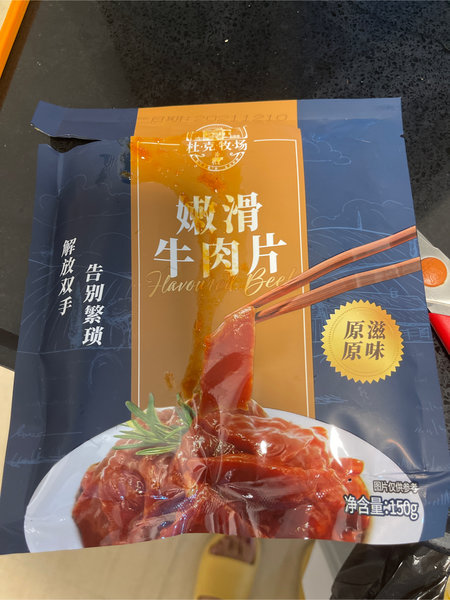 20211210
杜克牧场
嫩滑
牛肉片
解放双手
告别繁琐
原滋
原味
图片仅供参考
净含量:150g